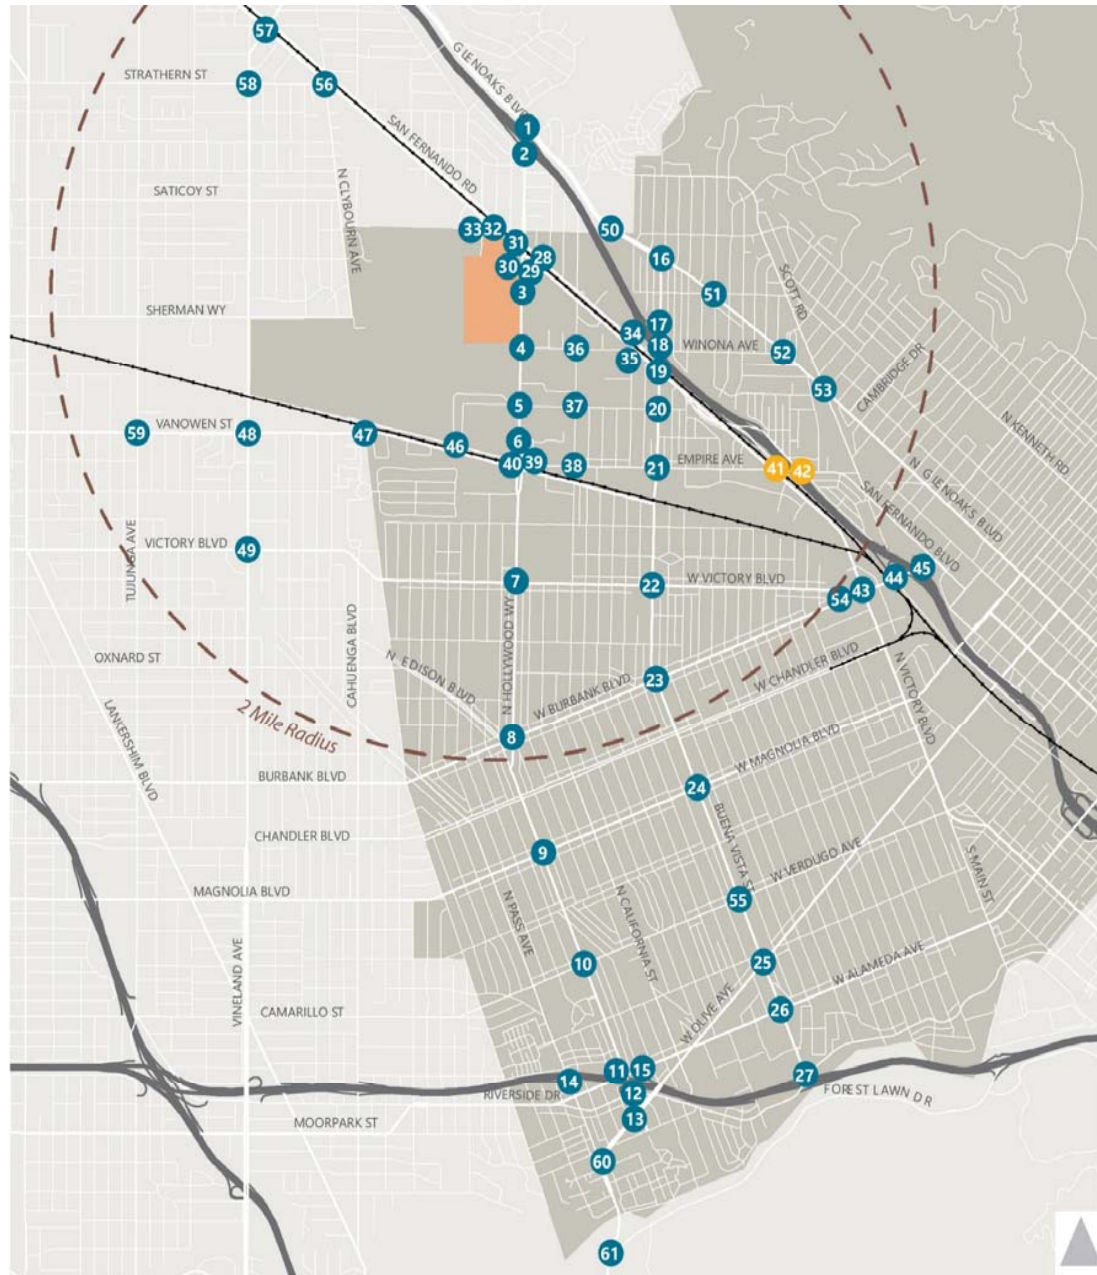 57
GLENOAKS BLVD
STRATHERN ST
58
56
1
SAN FERNANDO RD
2
SATICOY ST
N CLYBOURN AVE
33
32
50
31
28
16
30
29
SCOTT RD
3
51
SHERMAN WY
17
34
4
36
18
WINONA AVE
52
35
19
CAMBRIDGE DR
53
5
37
20
N KENNETH RD
VANOWEN ST
59
48
47
6
46
39
40
38
21
EMPIRE AVE
41
42
N GLENOAKS BLVD
SAN FERNANDO BLVD
TUJUNGA AVE
VICTORY BLVD
49
45
44
7
22
W VICTORY BLVD
43
54
CAHUENGA BLVD
N HOLLYWOOD WY
OXNARD ST
N EDISON BLVD
W CHANDLER BLVD
23
W BURBANK BLVD
N VICTORY BLVD
2 Mile Radius
LANKERSHIM BLVD
8
W MAGNOLIA BLVD
BURBANK BLVD
24
BUENA VISTA ST
CHANDLER BLVD
9
W VERDUGO AVE
S MAIN ST
MAGNOLIA BLVD
55
N PASS AVE
N CALIFORNIA ST
VINELAND AVE
10
25
W ALAMEDA AVE
CAMARILLO ST
W OLIVE AVE
26
11
15
14
27
RIVERSIDE DR
12
FOREST LAWN DR
MOORPARK ST
13
60
61